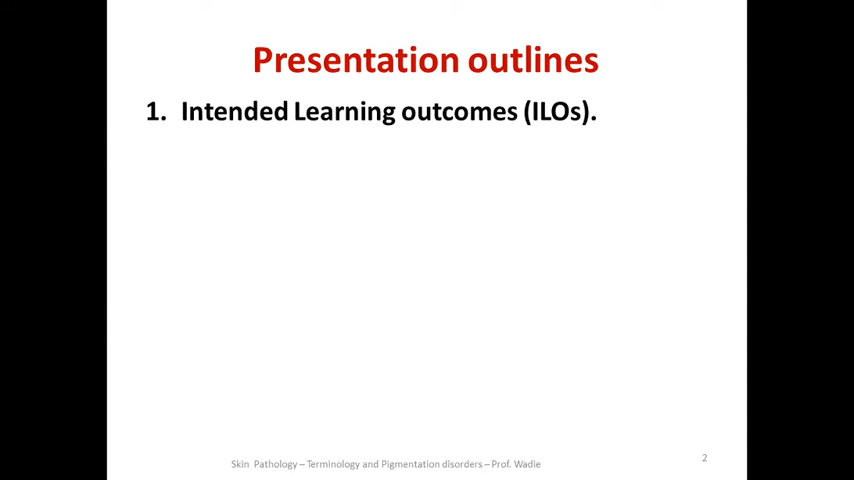 Presentation outlines
1. Intended Learning outcomes (ILOs).
Skin Pathology – Terminology and Pigmentation disorders – Prof. Wadie
2